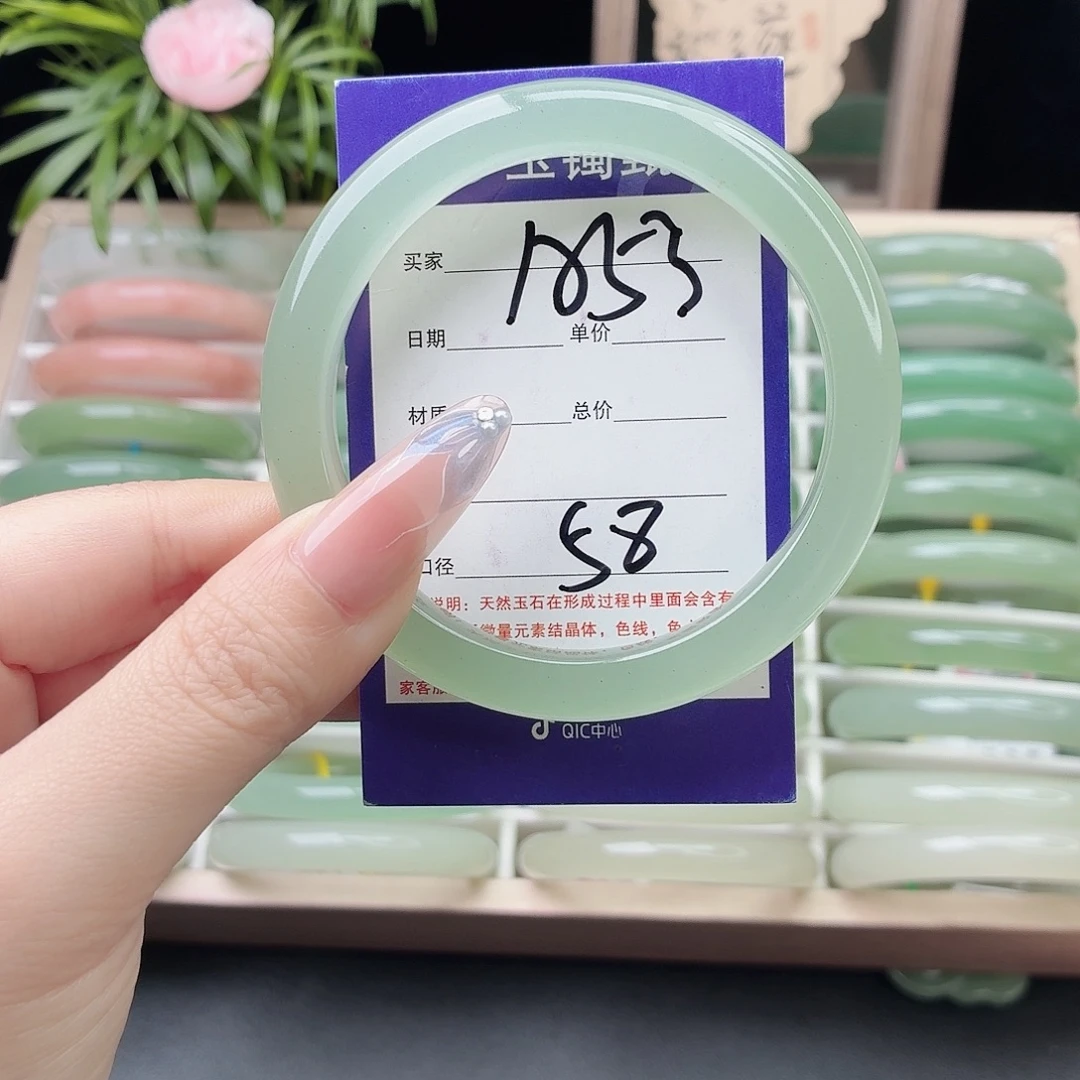 玉镯
买家 1053
日期 单价
材质 总价
口径 58
说明：天然玉石在形成过程中里面会含有
微量元素结晶体，色线，色
家客服
QIC中心